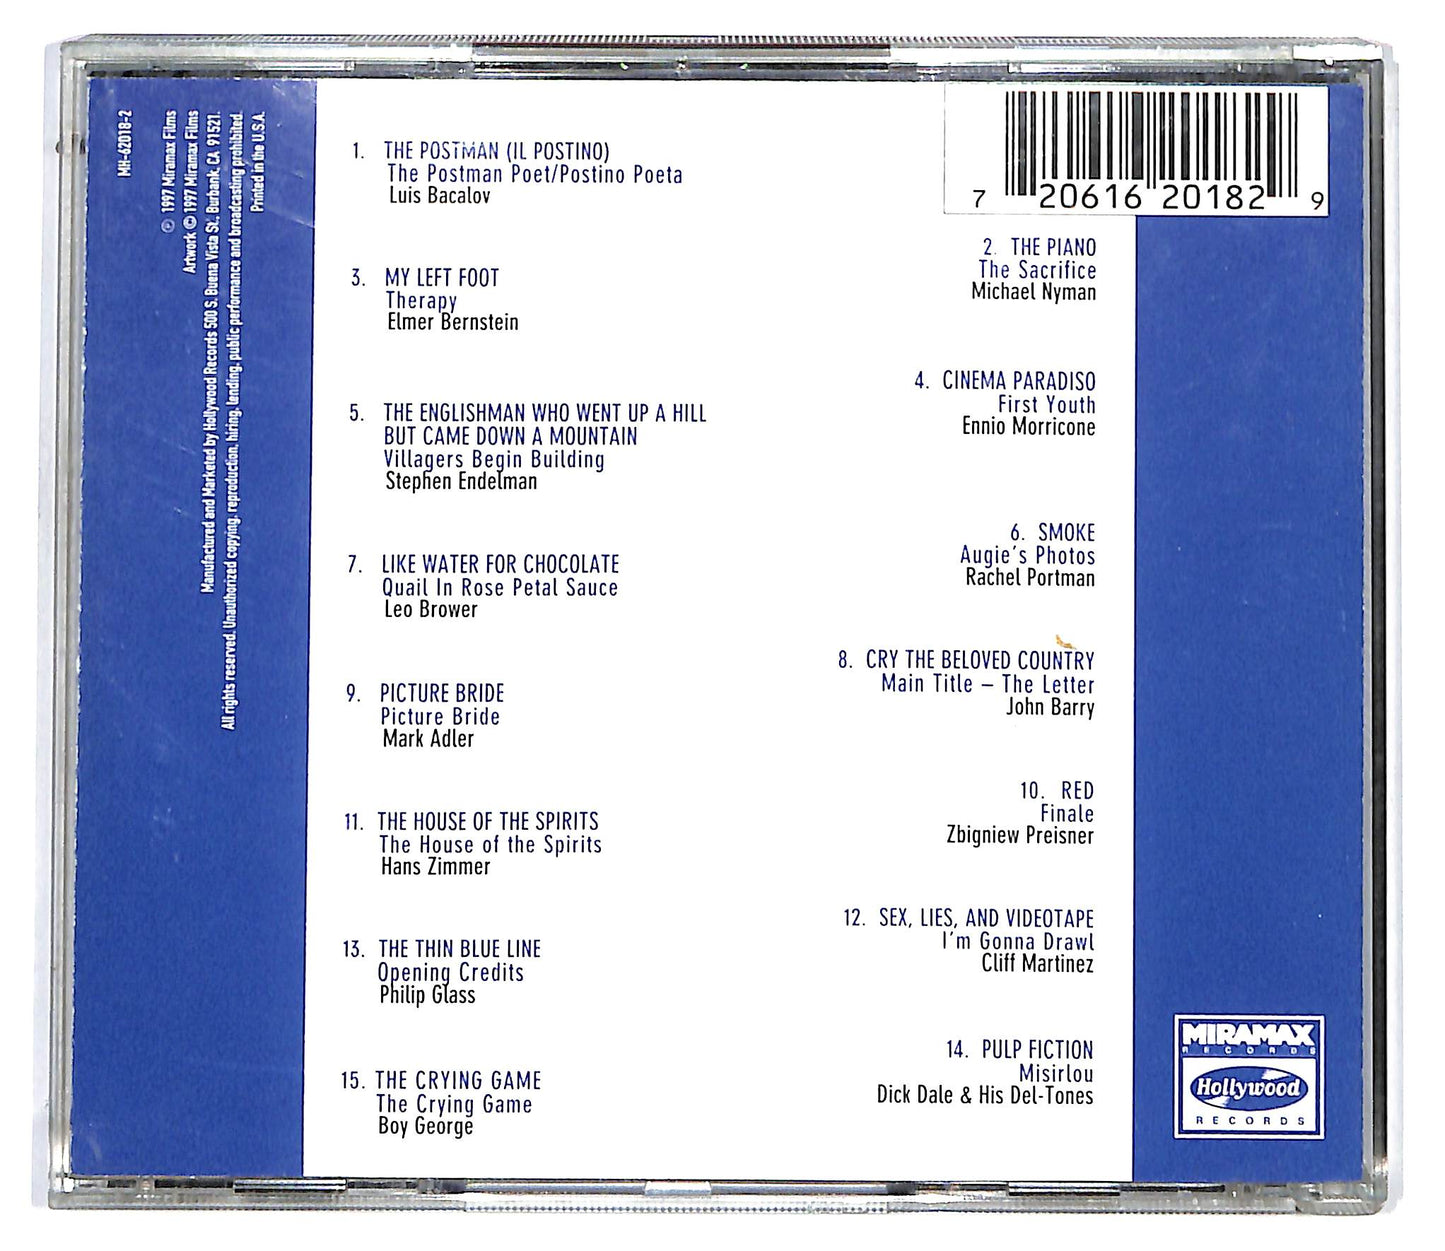 MH-62018-2
℗ 1997 Miramax Films
Artwork © 1997 Miramax Films
Manufactured and Marketed by Hollywood Records 500 S. Buena Vista St., Burbank, CA 91521.
All rights reserved. Unauthorized copying, reproduction, hiring, lending, public performance and broadcasting prohibited.
Printed in the U.S.A.
7 20616 20182 9
1. THE POSTMAN (IL POSTINO)
The Postman Poet/Postino Poeta
Luis Bacalov
2. THE PIANO
The Sacrifice
Michael Nyman
3. MY LEFT FOOT
Therapy
Elmer Bernstein
4. CINEMA PARADISO
First Youth
Ennio Morricone
5. THE ENGLISHMAN WHO WENT UP A HILL
BUT CAME DOWN A MOUNTAIN
Villagers Begin Building
Stephen Endelman
6. SMOKE
Augie's Photos
Rachel Portman
7. LIKE WATER FOR CHOCOLATE
Quail In Rose Petal Sauce
Leo Brower
8. CRY THE BELOVED COUNTRY
Main Title – The Letter
John Barry
9. PICTURE BRIDE
Picture Bride
Mark Adler
10. RED
Finale
Zbigniew Preisner
11. THE HOUSE OF THE SPIRITS
The House of the Spirits
Hans Zimmer
12. SEX, LIES, AND VIDEOTAPE
I'm Gonna Drawl
Cliff Martinez
13. THE THIN BLUE LINE
Opening Credits
Philip Glass
14. PULP FICTION
Misirlou
Dick Dale & His Del-Tones
15. THE CRYING GAME
The Crying Game
Boy George
MIRAMAX
RECORDS
Hollywood
RECORDS